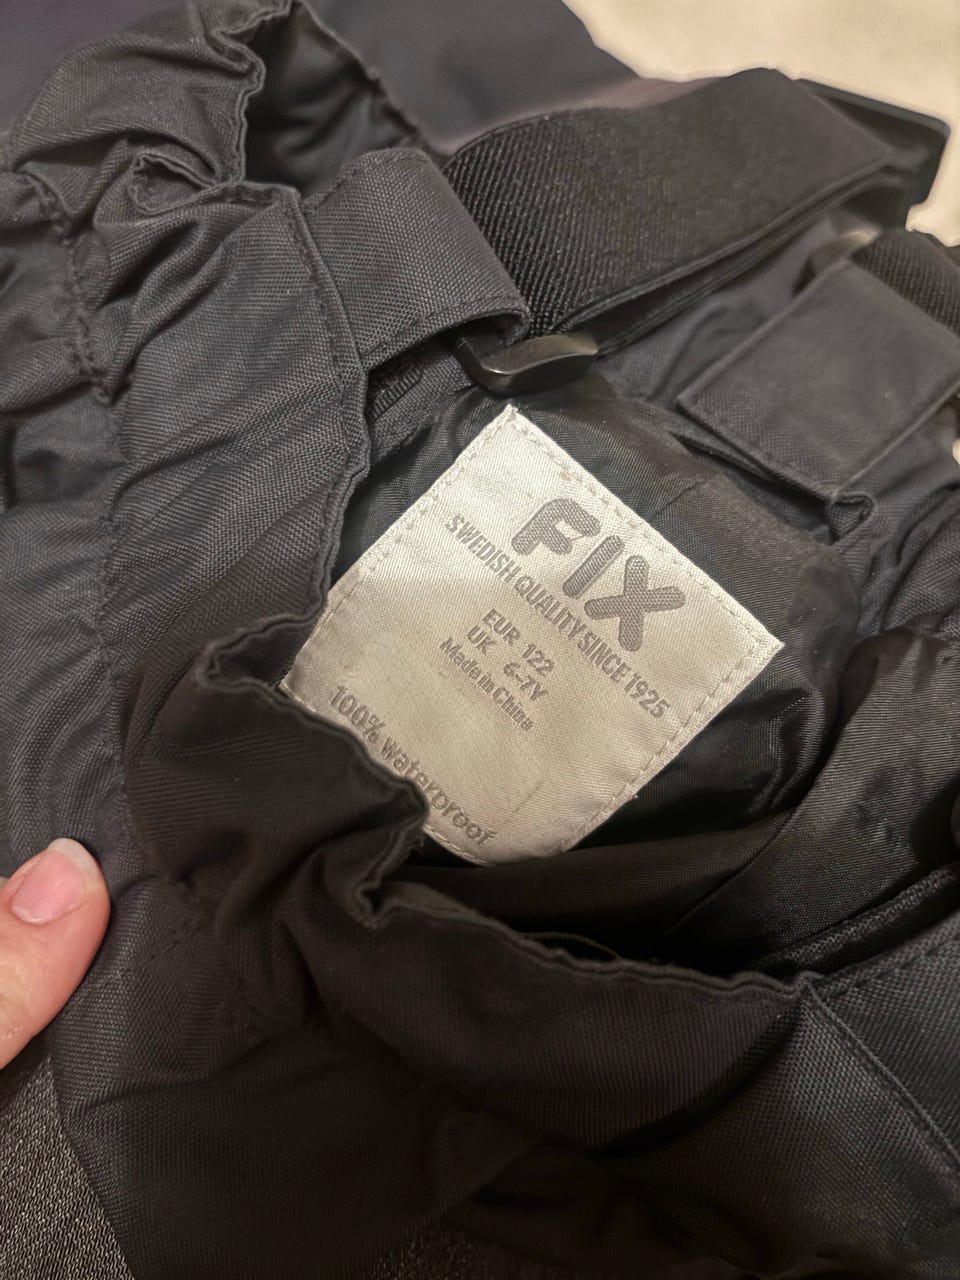 FIX
SWEDISH QUALITY SINCE 1925
EUR 122
UK 6-7Y
Made in China
100% waterproof